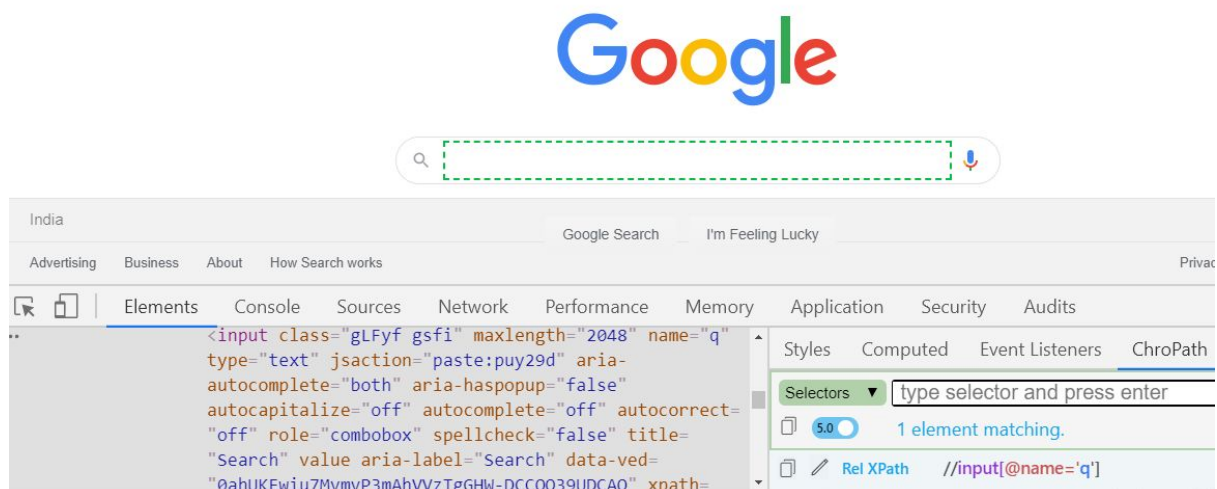 Google
India
Google Search I'm Feeling Lucky
Advertising Business About How Search works Privac
Elements Console Sources Network Performance Memory Application Security Audits
<input class="gLFyf gsfi" maxlength="2048" name="q"
type="text" jsaction="paste:puy29d" aria-
autocomplete="both" aria-haspopup="false"
autocapitalize="off" autocomplete="off" autocorrect=
"off" role="combobox" spellcheck="false" title=
"Search" value aria-label="Search" data-ved=
xpath=
Styles Computed Event Listeners ChroPath
Selectors ▼ type selector and press enter
5.0 1 element matching.
Rel XPath //input[@name='q']